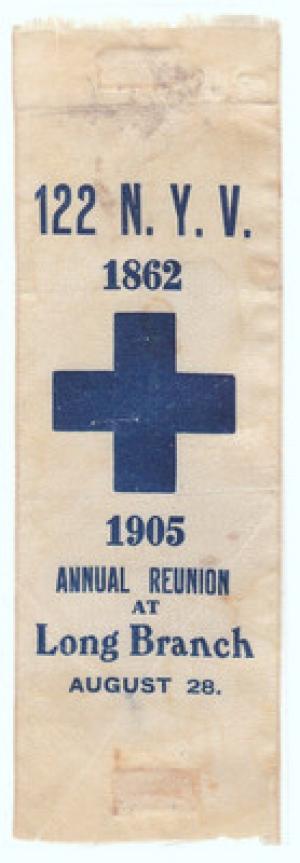 122 N. Y. V.
1862
1905
ANNUAL REUNION
AT
Long Branch
AUGUST 28.